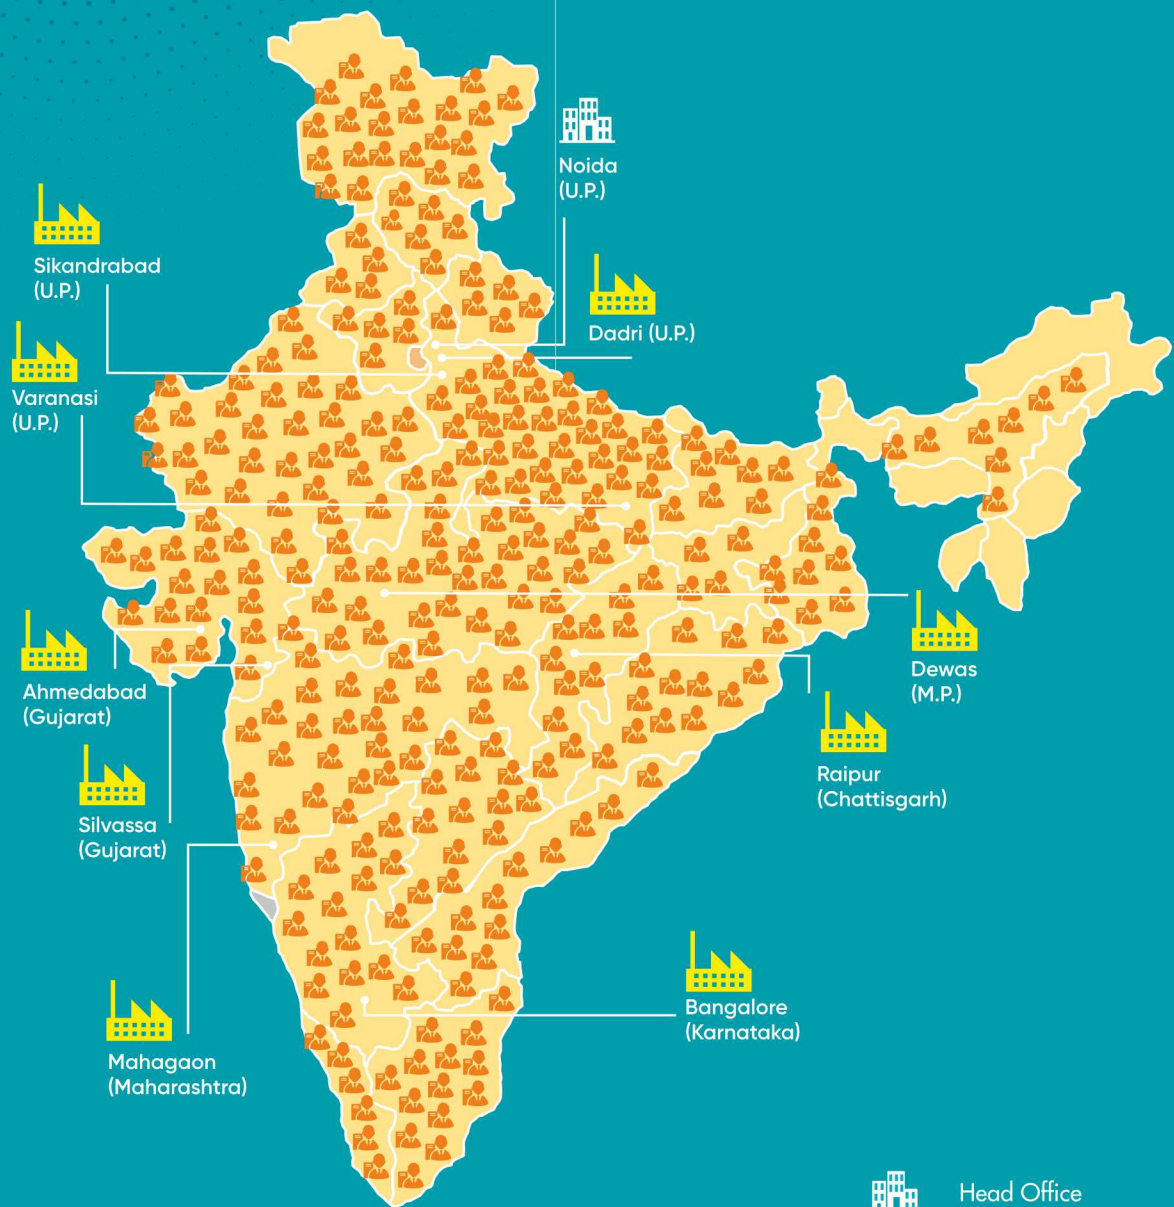 Noida
(U.P.)
Sikandrabad
(U.P.)
Dadri (U.P.)
Varanasi
(U.P.)
Ahmedabad
(Gujarat)
Dewas
(M.P.)
Raipur
(Chattisgarh)
Silvassa
(Gujarat)
Bangalore
(Karnataka)
Mahagaon
(Maharashtra)
Head Office